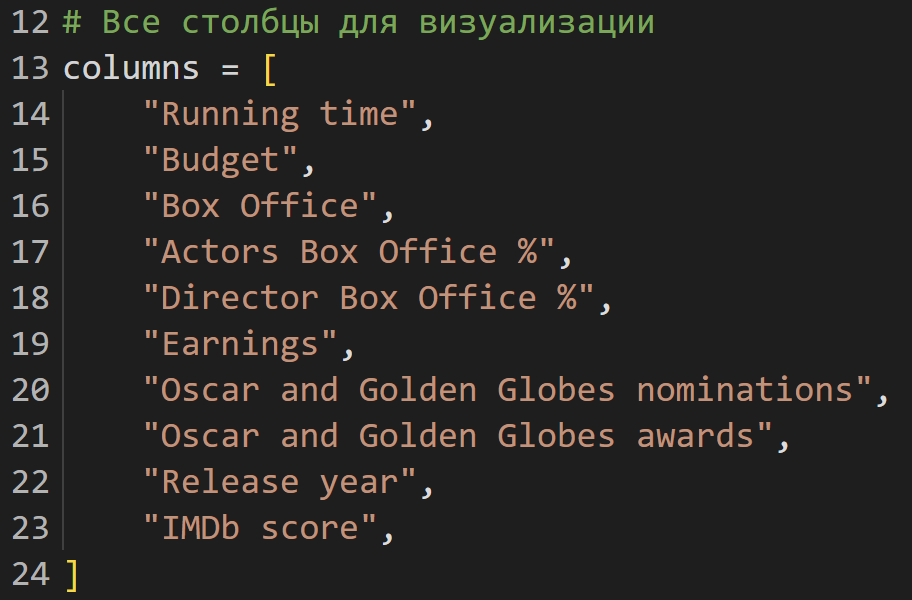 12 # Все столбцы для визуализации
13 columns = [
14     "Running time",
15     "Budget",
16     "Box Office",
17     "Actors Box Office %",
18     "Director Box Office %",
19     "Earnings",
20     "Oscar and Golden Globes nominations",
21     "Oscar and Golden Globes awards",
22     "Release year",
23     "IMDb score",
24 ]